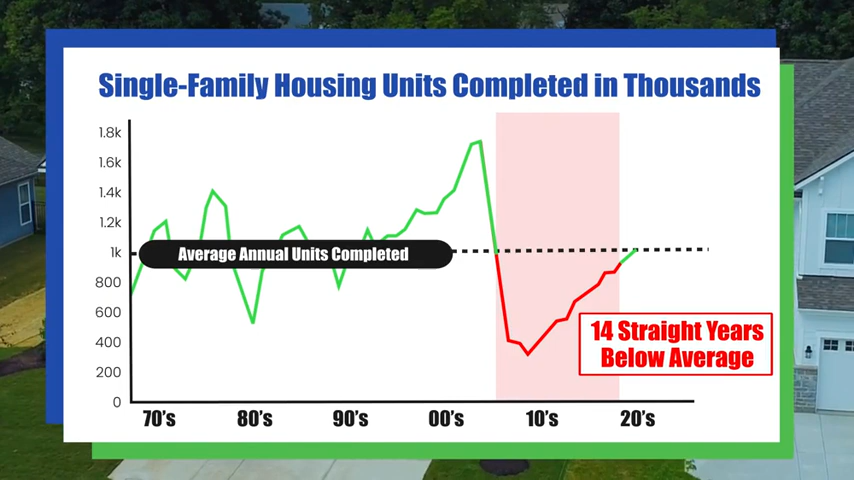 Single-Family Housing Units Completed in Thousands
1.8k
1.6k
1.4k
1.2k
1k
800
600
400
200
0
Average Annual Units Completed
14 Straight Years
Below Average
70's
80's
90's
00's
10's
20's